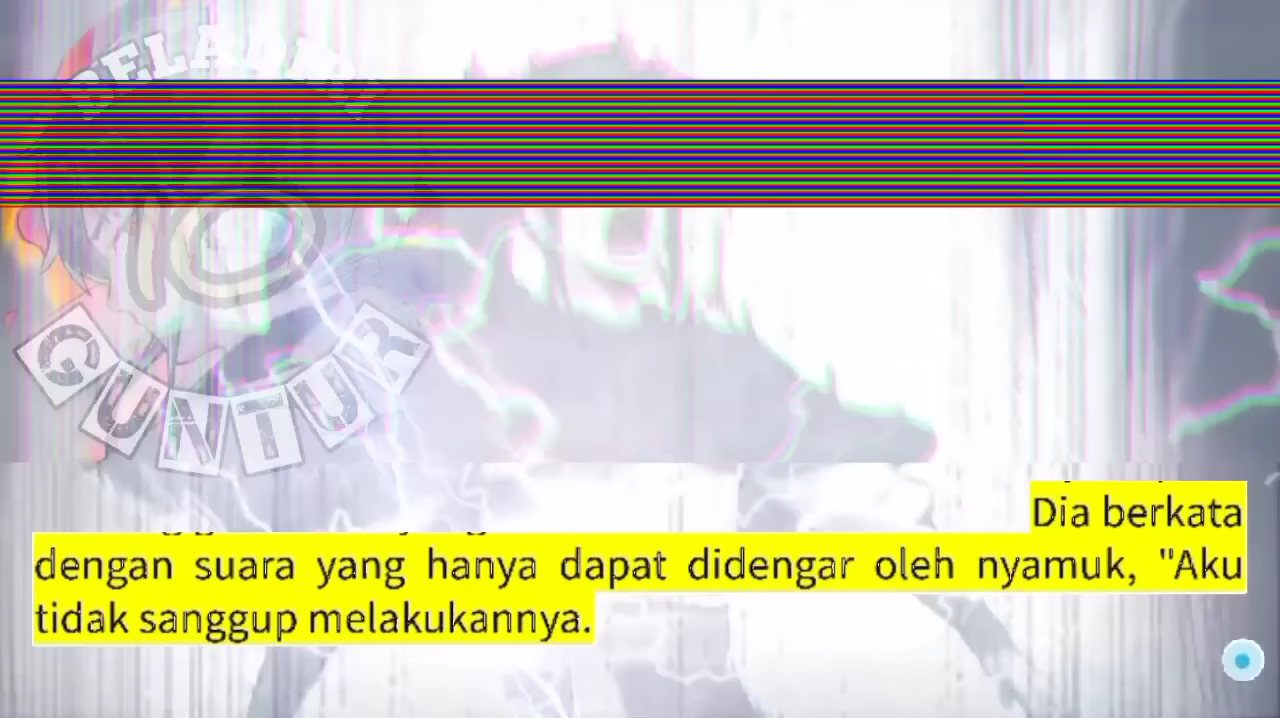 GUNTUR
Dia berkata
dengan suara yang hanya dapat didengar oleh nyamuk, "Aku
tidak sanggup melakukannya.